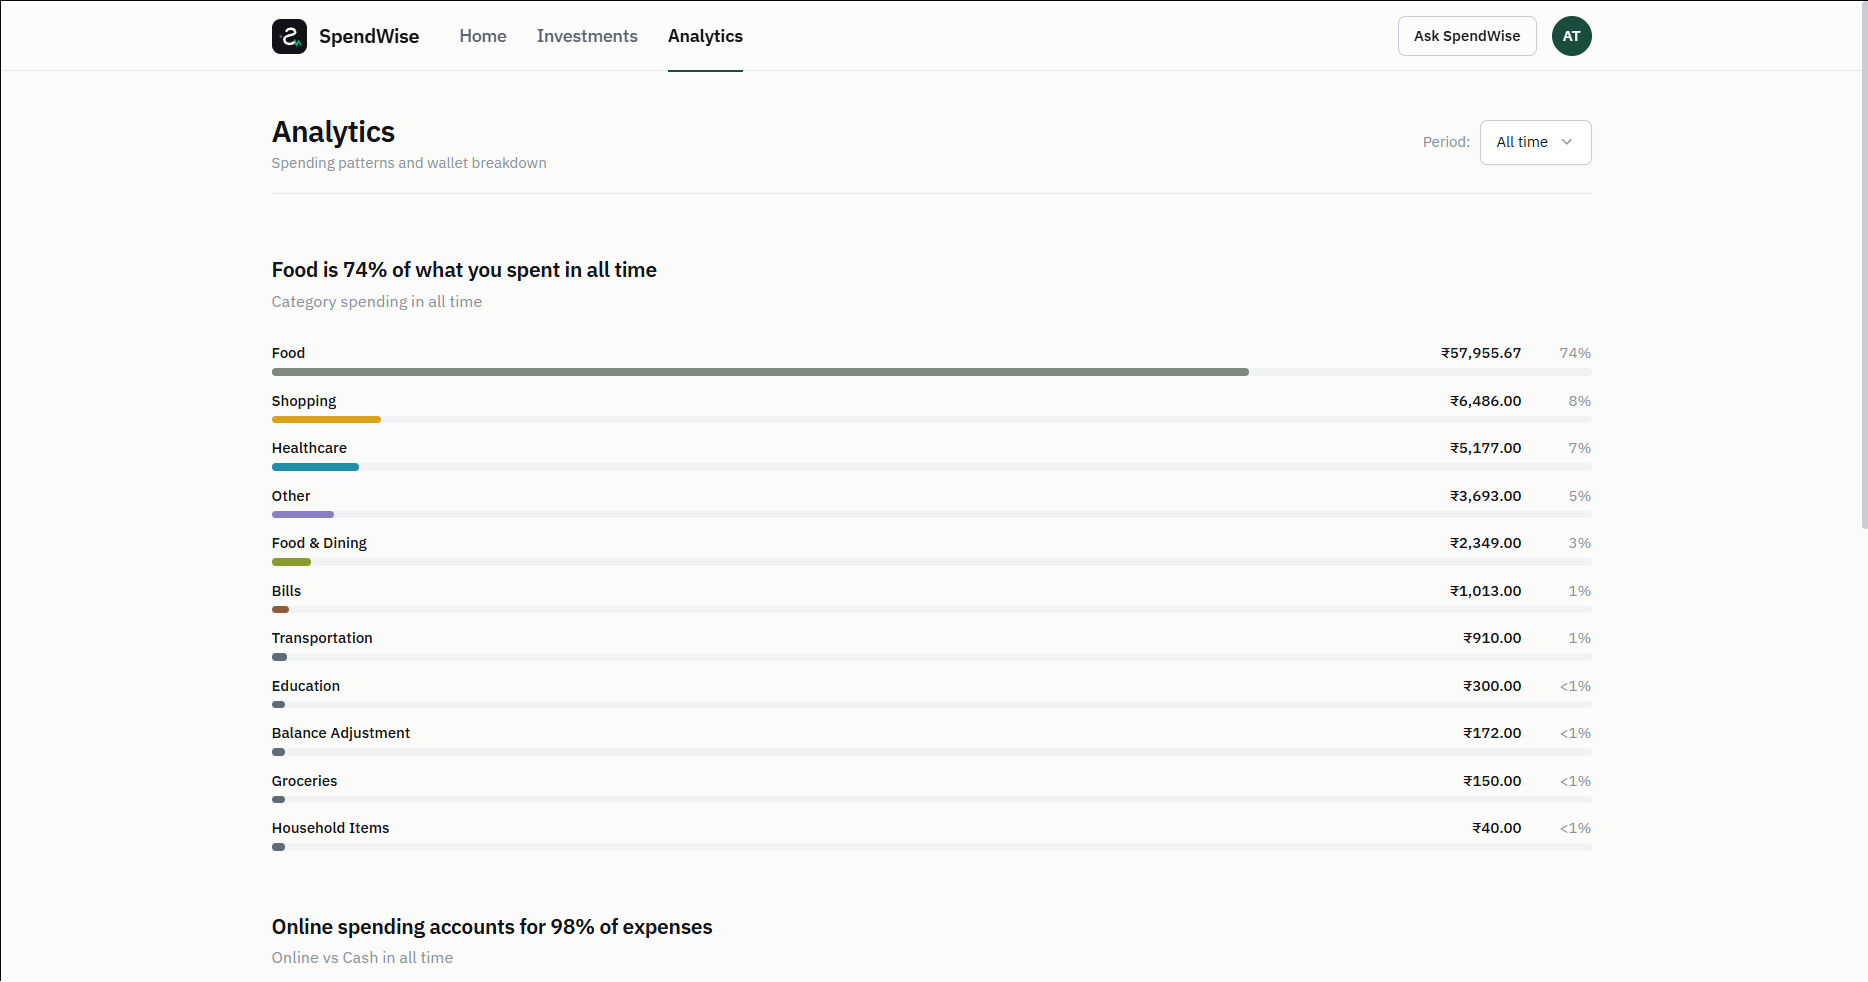 SpendWise Home Investments Analytics Ask SpendWise AT
Analytics
Spending patterns and wallet breakdown
Period: All time
Food is 74% of what you spent in all time
Category spending in all time
Food ₹57,955.67 74%
Shopping ₹6,486.00 8%
Healthcare ₹5,177.00 7%
Other ₹3,693.00 5%
Food & Dining ₹2,349.00 3%
Bills ₹1,013.00 1%
Transportation ₹910.00 1%
Education ₹300.00 <1%
Balance Adjustment ₹172.00 <1%
Groceries ₹150.00 <1%
Household Items ₹40.00 <1%
Online spending accounts for 98% of expenses
Online vs Cash in all time